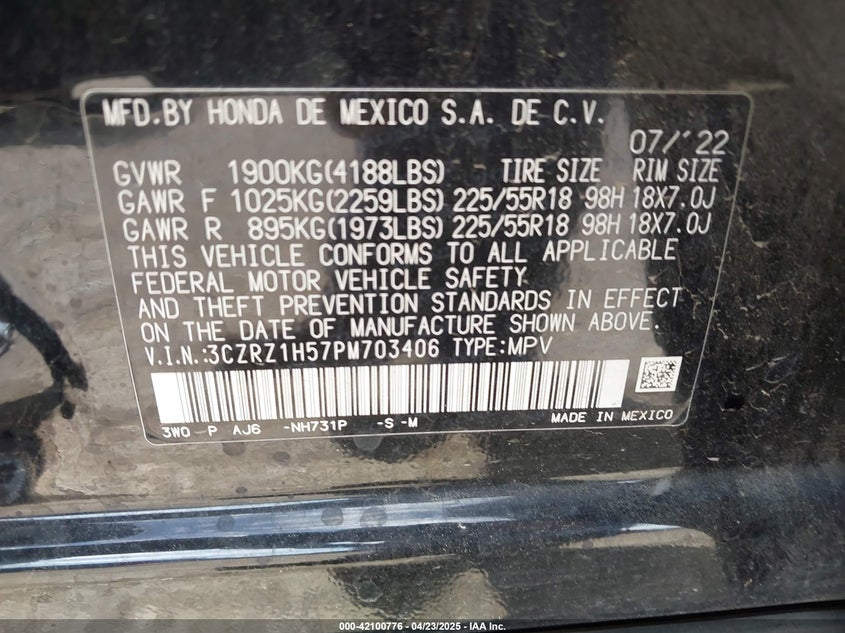 MFD.BY HONDA DE MEXICO S.A. DE C.V.
07/'22
GVWR 1900KG(4188LBS) TIRE SIZE RIM SIZE
GAWR F 1025KG(2259LBS) 225/55R18 98H 18X7.0J
GAWR R 895KG(1973LBS) 225/55R18 98H 18X7.0J
THIS VEHICLE CONFORMS TO ALL APPLICABLE
FEDERAL MOTOR VEHICLE SAFETY
AND THEFT PREVENTION STANDARDS IN EFFECT
ON THE DATE OF MANUFACTURE SHOWN ABOVE.
V.I.N.:3CZRZ1H57PM703406 TYPE:MPV
3W0 P AJ6 -NH731P -S -M MADE IN MEXICO
000-42100776 - 04/23/2025 - IAA Inc.